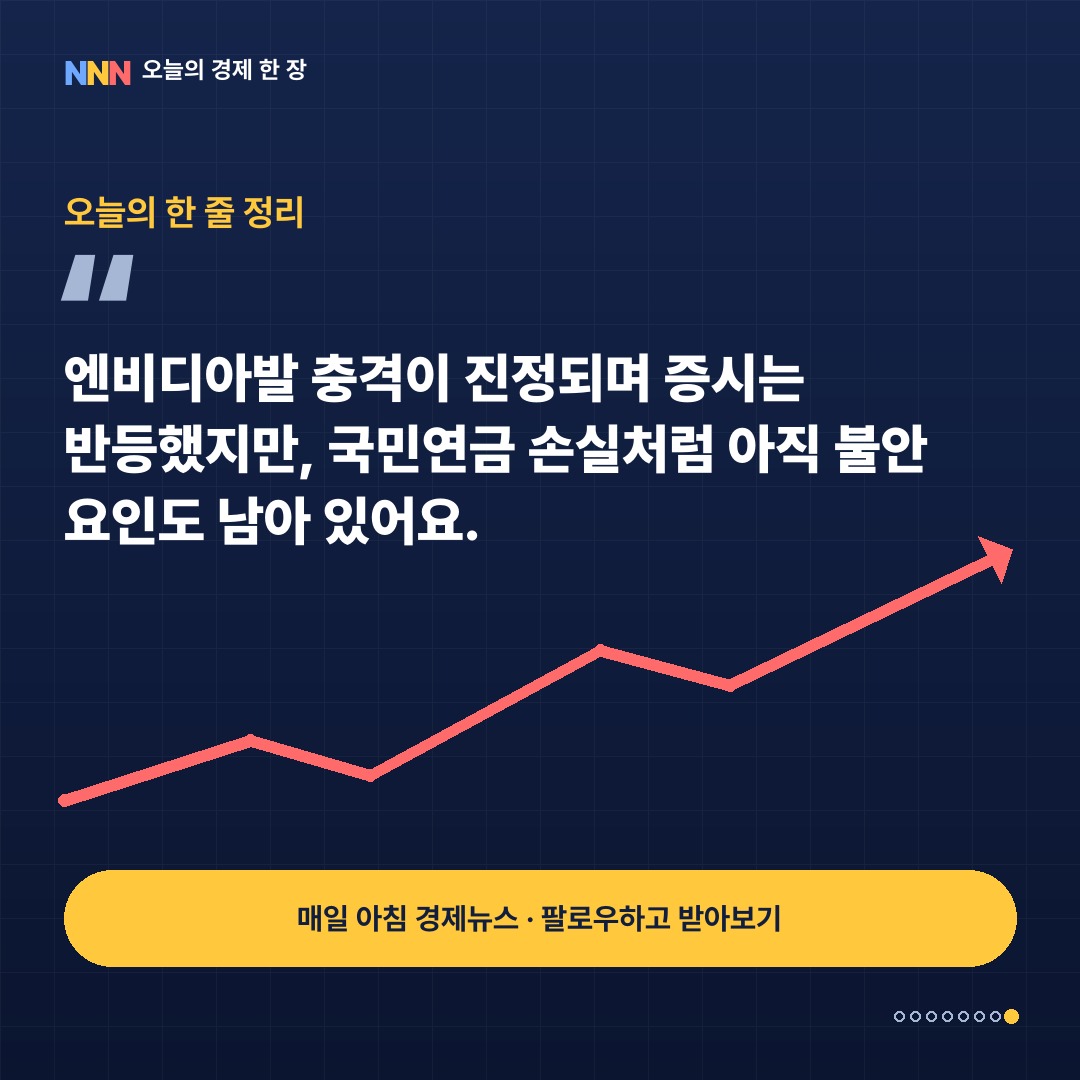 NNN 오늘의 경제 한 장
오늘의 한 줄 정리
"
엔비디아발 충격이 진정되며 증시는
반등했지만, 국민연금 손실처럼 아직 불안
요인도 남아 있어요.
매일 아침 경제뉴스 · 팔로우하고 받아보기